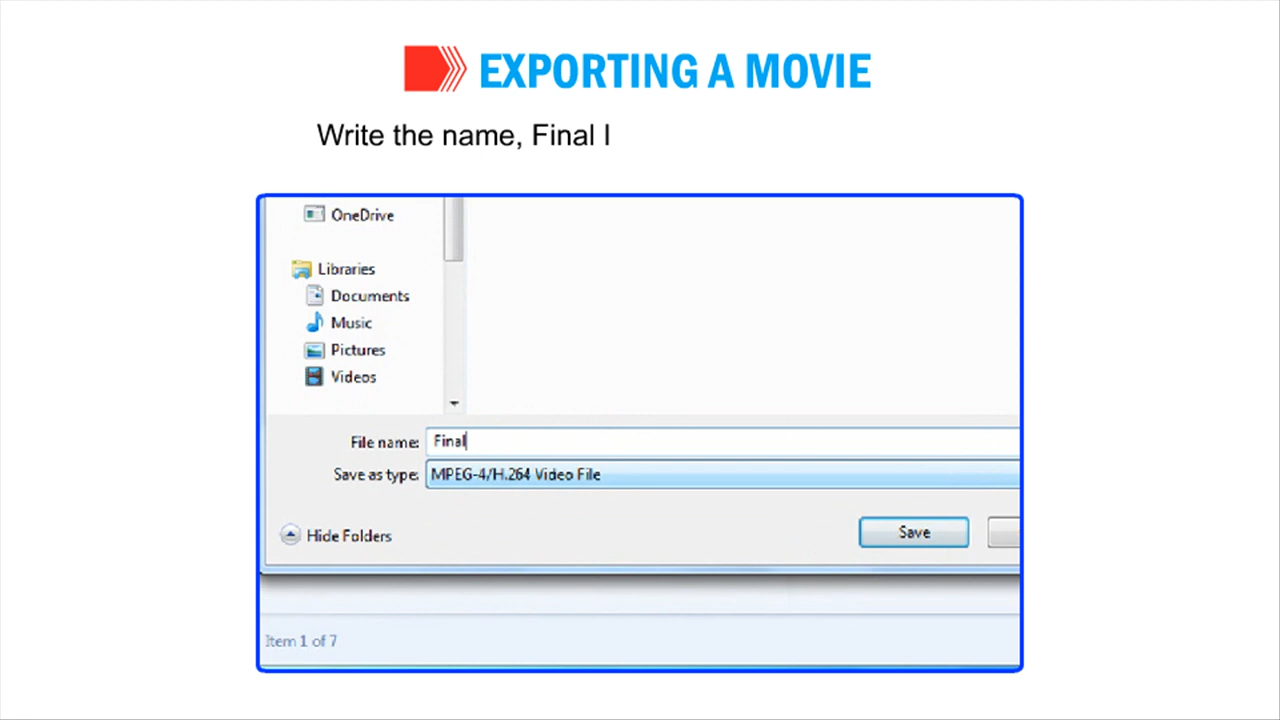 EXPORTING A MOVIE
Write the name, Final I
OneDrive
Libraries
Documents
Music
Pictures
Videos
File name: Final
Save as type: MPEG-4/H.264 Video File
Hide Folders
Save
Item 1 of 7